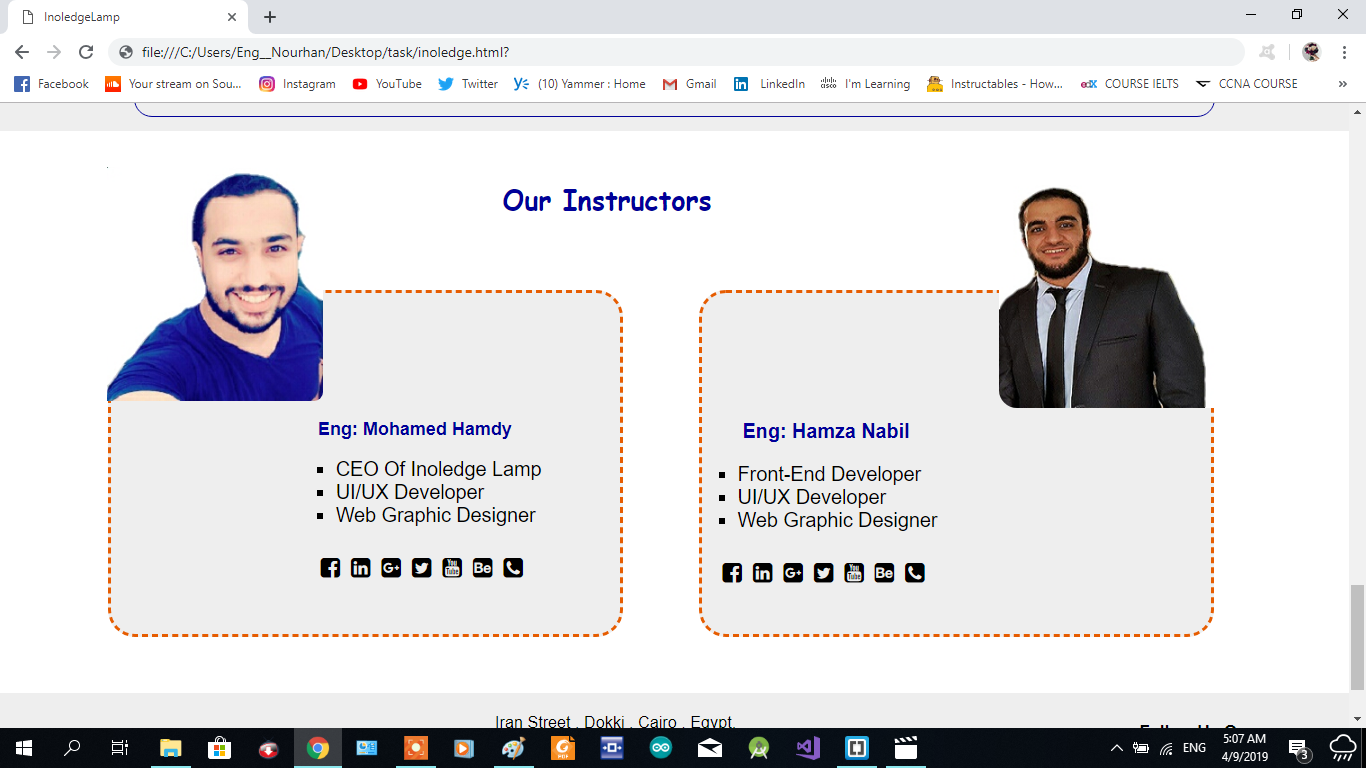 InoledgeLamp
file:///C:/Users/Eng__Nourhan/Desktop/task/inoledge.html?
Facebook
Your stream on Sou...
Instagram
YouTube
Twitter
(10) Yammer : Home
Gmail
LinkedIn
I'm Learning
Instructables - How...
edX
COURSE IELTS
CCNA COURSE
»
Our Instructors
Eng: Mohamed Hamdy
CEO Of Inoledge Lamp
UI/UX Developer
Web Graphic Designer
Eng: Hamza Nabil
Front-End Developer
UI/UX Developer
Web Graphic Designer
Iran Street , Dokki , Cairo , Egypt
ENG
5:07 AM
4/9/2019
3